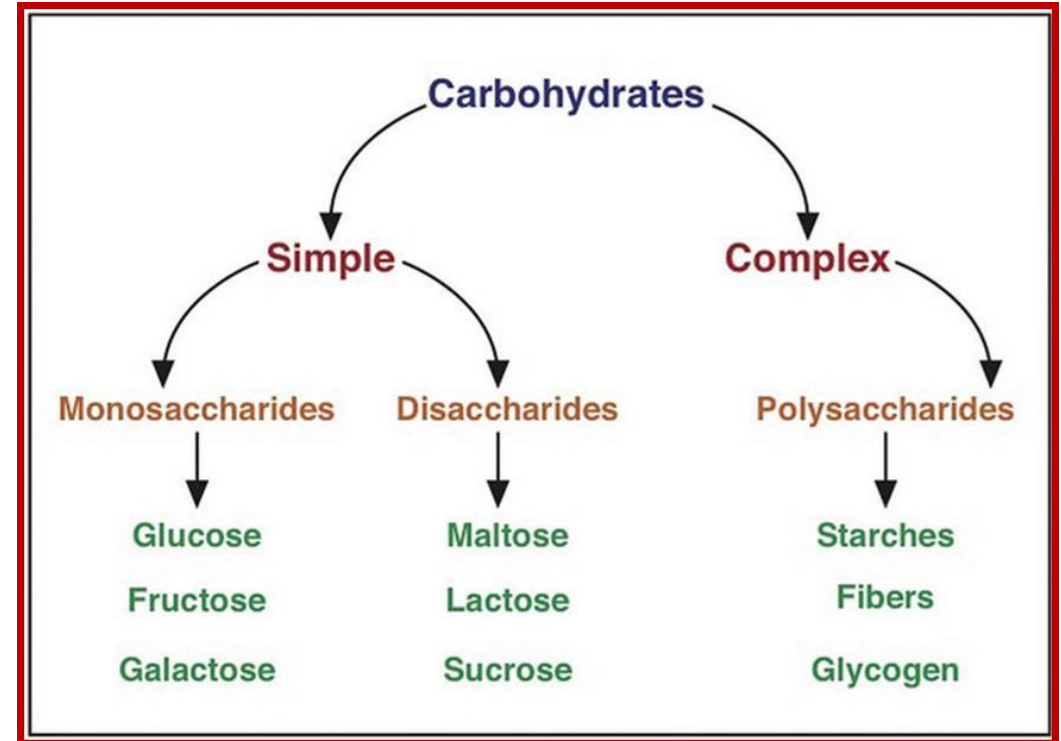 Carbohydrates
Simple
Complex
Monosaccharides
Disaccharides
Polysaccharides
Glucose
Maltose
Starches
Fructose
Lactose
Fibers
Galactose
Sucrose
Glycogen